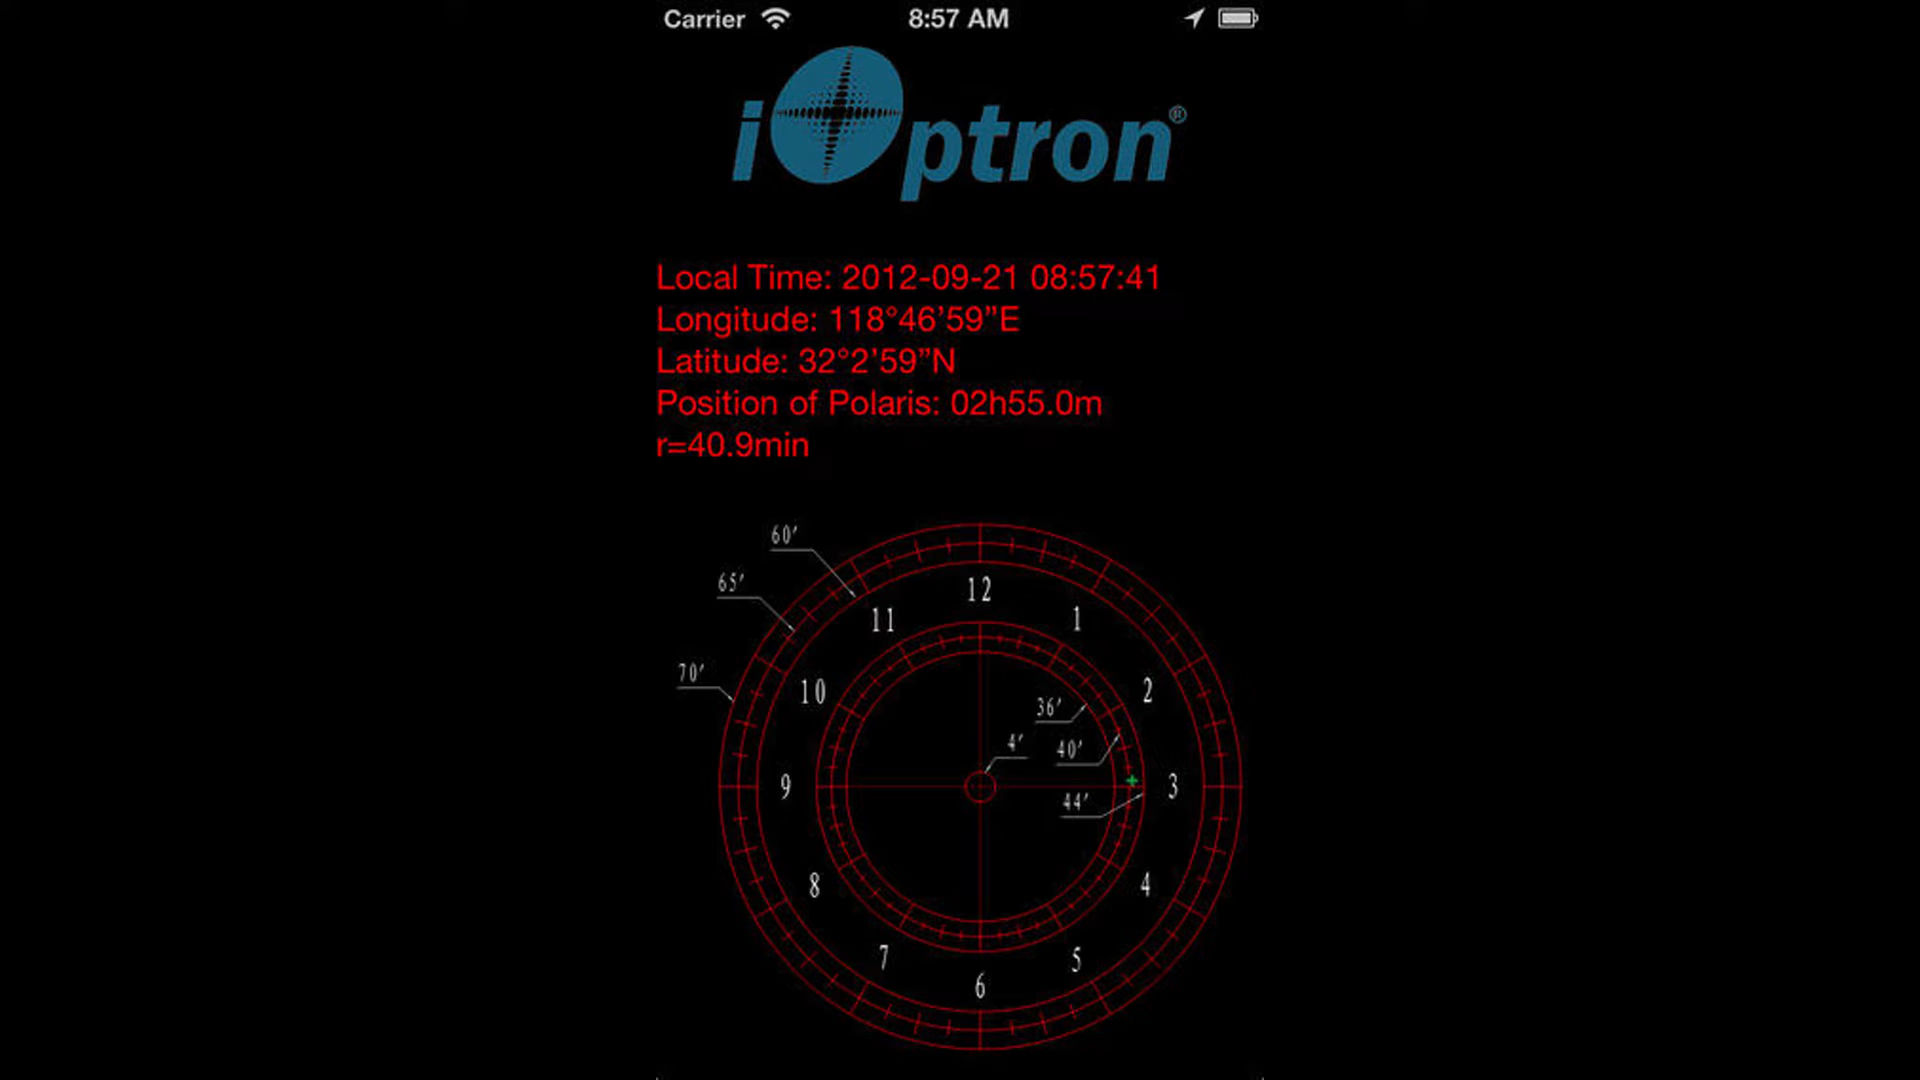 Carrier 8:57 AM
iOptron®
Local Time: 2012-09-21 08:57:41
Longitude: 118°46’59”E
Latitude: 32°2’59”N
Position of Polaris: 02h55.0m
r=40.9min
60′
65′
70′
12
11
1
10
2
36′
4′
40′
9
3
44′
8
4
7
5
6